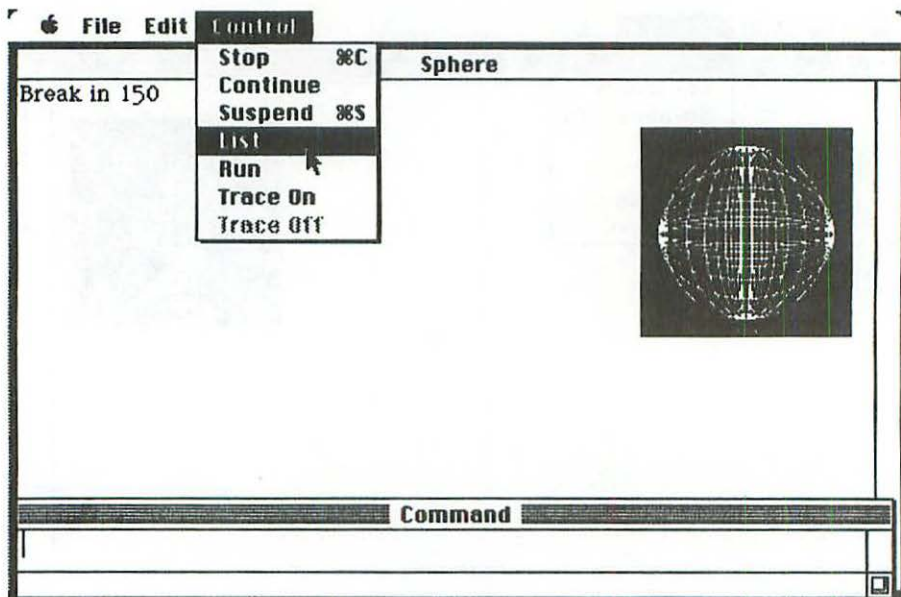 File Edit Control
Sphere
Break in 150
Stop ⌘C
Continue
Suspend ⌘S
List
Run
Trace On
Trace Off
Command